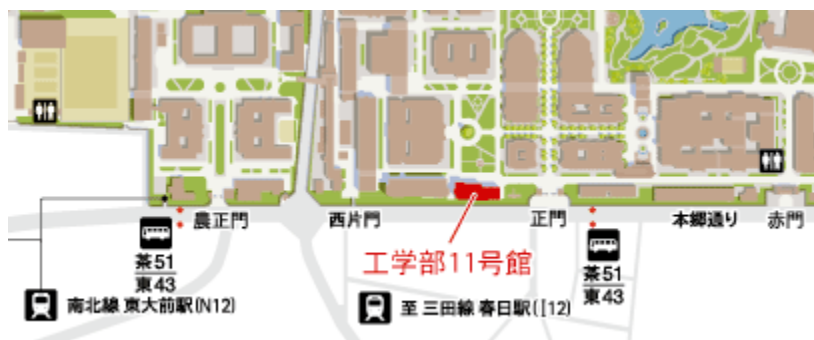 農正門
西片門
正門
本郷通り
赤門
茶51
東43
工学部11号館
茶51
東43
南北線 東大前駅(N12)
至 三田線 春日駅(I12)